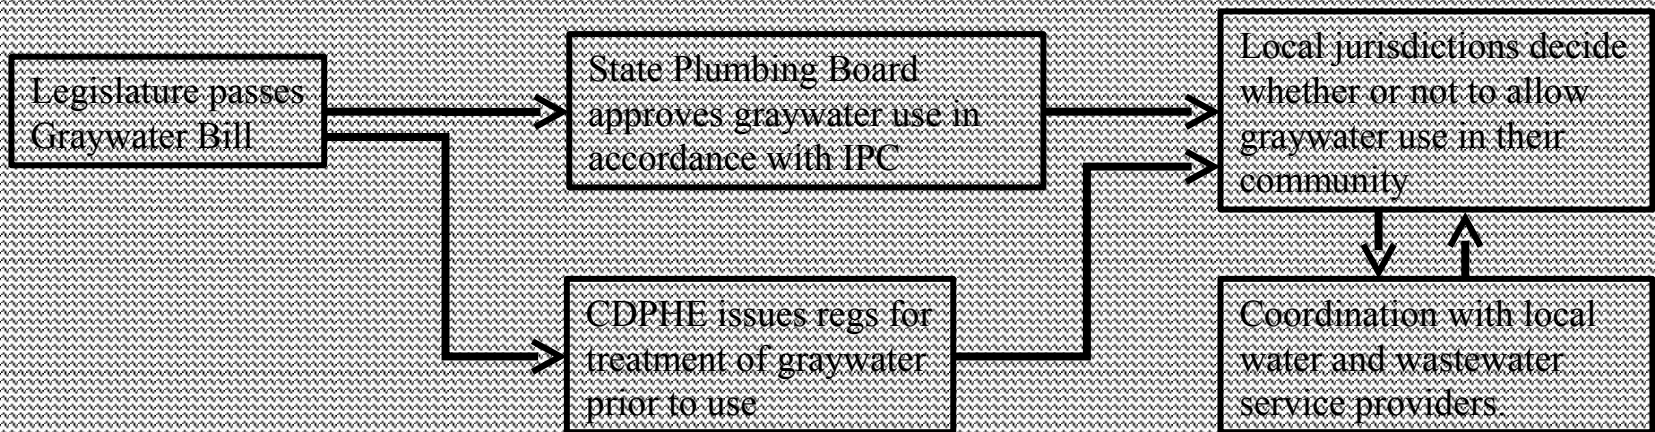 Legislature passes
Graywater Bill
State Plumbing Board
approves graywater use in
accordance with IPC
Local jurisdictions decide
whether or not to allow
graywater use in their
community
CDPHE issues regs for
treatment of graywater
prior to use
Coordination with local
water and wastewater
service providers.